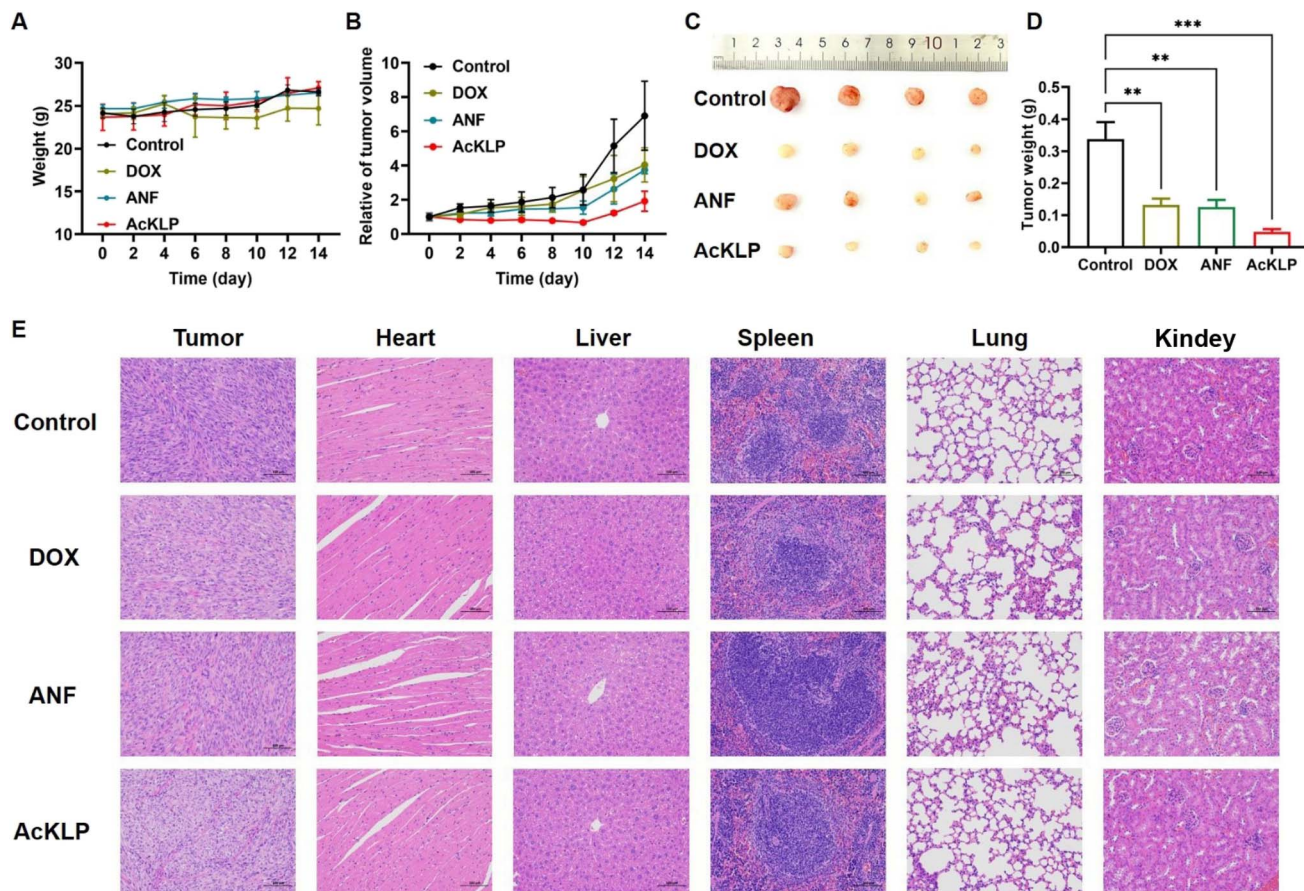 A
Weight (g)
30
25
20
15
10
Control
DOX
ANF
AcKLP
0 2 4 6 8 10 12 14
Time (day)
B
Relative of tumor volume
10
8
6
4
2
0
Control
DOX
ANF
AcKLP
0 2 4 6 8 10 12 14
Time (day)
C
1 2 3 4 5 6 7 8 9 10 1 2 3
Control
DOX
ANF
AcKLP
D
***
**
**
Tumor weight (g)
0.5
0.4
0.3
0.2
0.1
0.0
Control DOX ANF AcKLP
E
Tumor Heart Liver Spleen Lung Kindey
Control
DOX
ANF
AcKLP